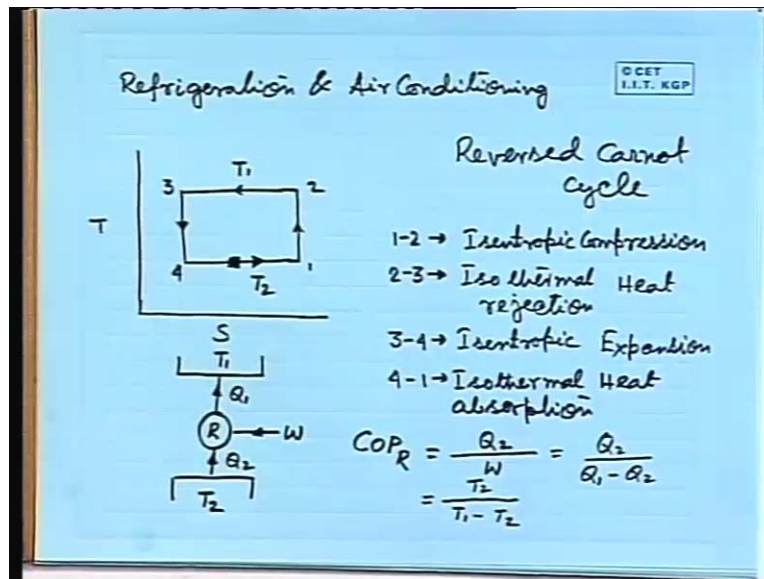 Refrigeration & Air Conditioning
© CET
I.I.T. KGP
T
3
T₁
2
4
T₂
1
S
T₁
Q₁
R
W
Q₂
T₂
Reversed Carnot
cycle
1-2 → Isentropic Compression
2-3 → Isothermal Heat
rejection
3-4 → Isentropic Expansion
4-1 → Isothermal Heat
absorption
COP_R = Q₂ / W = Q₂ / Q₁ - Q₂
= T₂ / T₁ - T₂